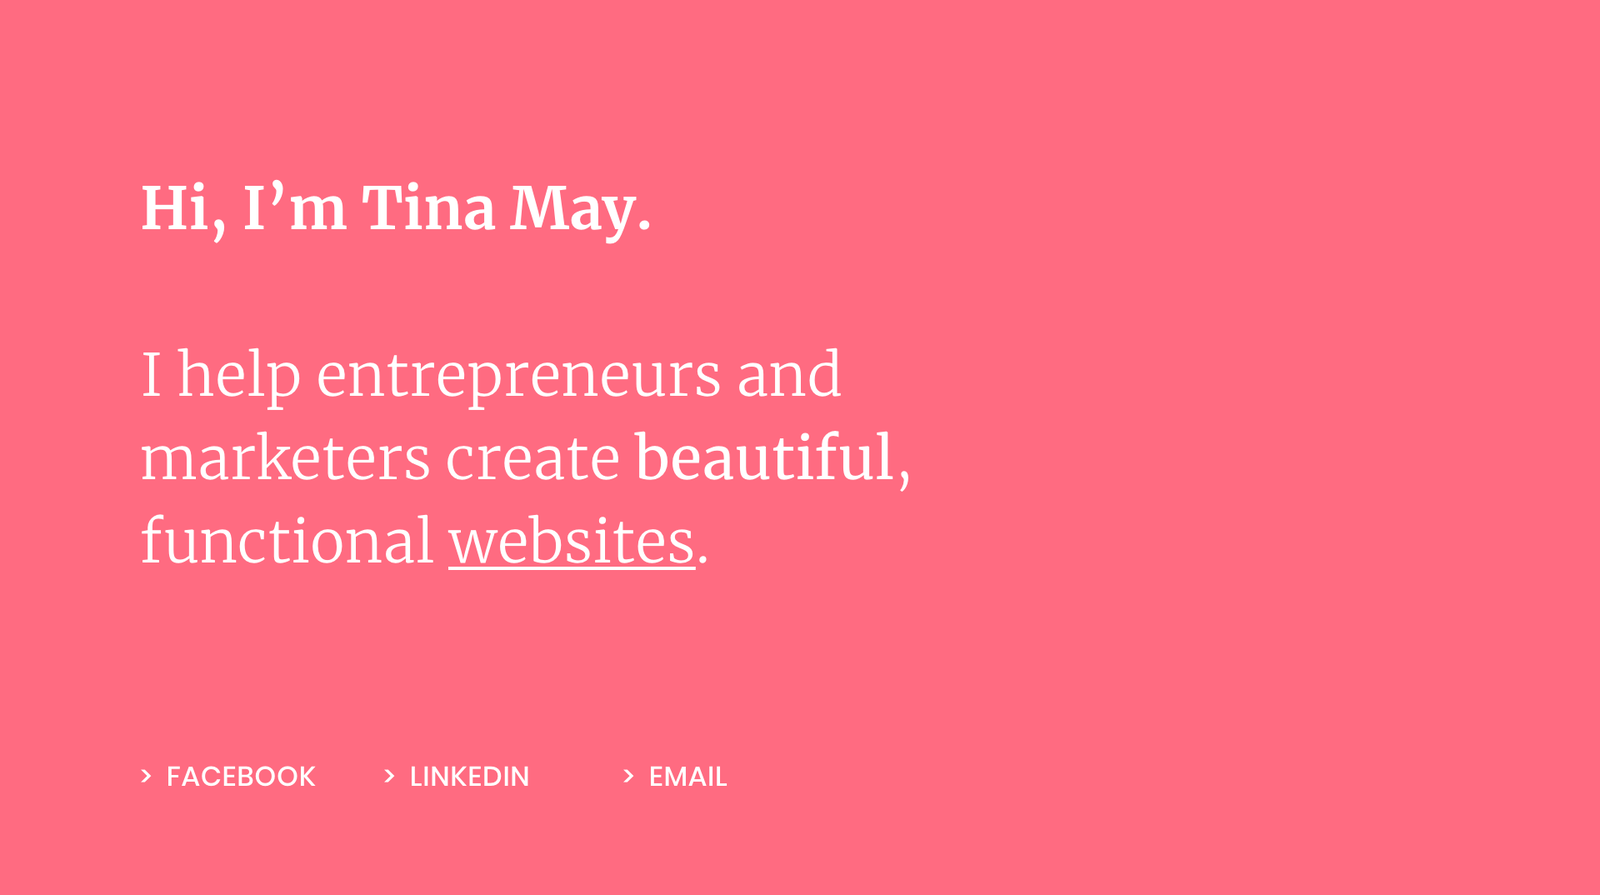 Hi, I’m Tina May.
I help entrepreneurs and
marketers create beautiful,
functional websites.
> FACEBOOK > LINKEDIN > EMAIL